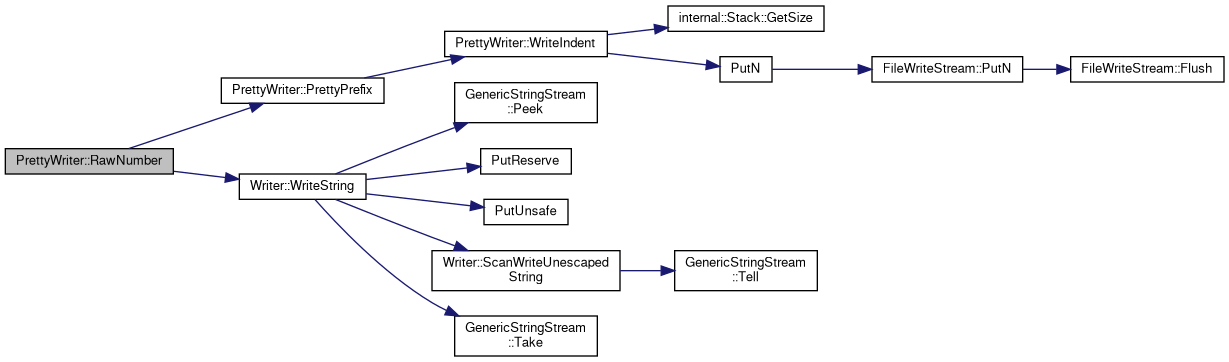 internal::Stack::GetSize
PrettyWriter::WriteIndent
PutN
FileWriteStream::PutN
FileWriteStream::Flush
PrettyWriter::PrettyPrefix
GenericStringStream
::Peek
PrettyWriter::RawNumber
PutReserve
Writer::WriteString
PutUnsafe
Writer::ScanWriteUnescaped
String
GenericStringStream
::Tell
GenericStringStream
::Take